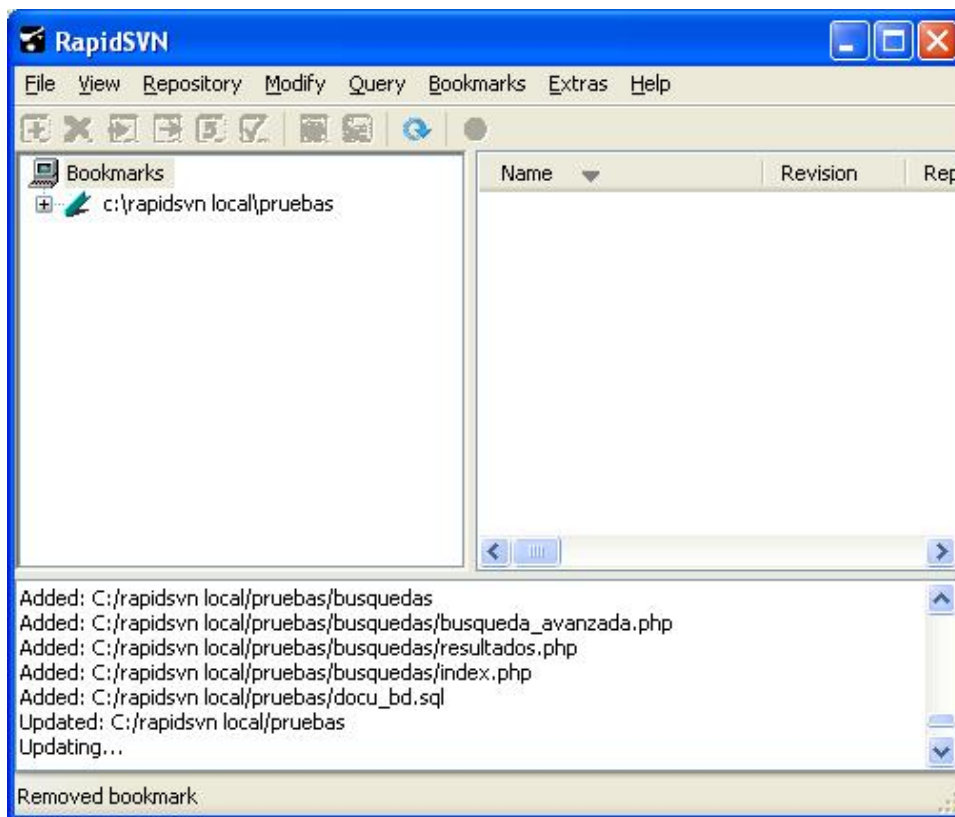 RapidSVN
File View Repository Modify Query Bookmarks Extras Help
Bookmarks
c:\rapidsvn local\pruebas
Name Revision Rep
Added: C:/rapidsvn local/pruebas/busquedas
Added: C:/rapidsvn local/pruebas/busquedas/busqueda_avanzada.php
Added: C:/rapidsvn local/pruebas/busquedas/resultados.php
Added: C:/rapidsvn local/pruebas/busquedas/index.php
Added: C:/rapidsvn local/pruebas/docu_bd.sql
Updated: C:/rapidsvn local/pruebas
Updating...
Removed bookmark